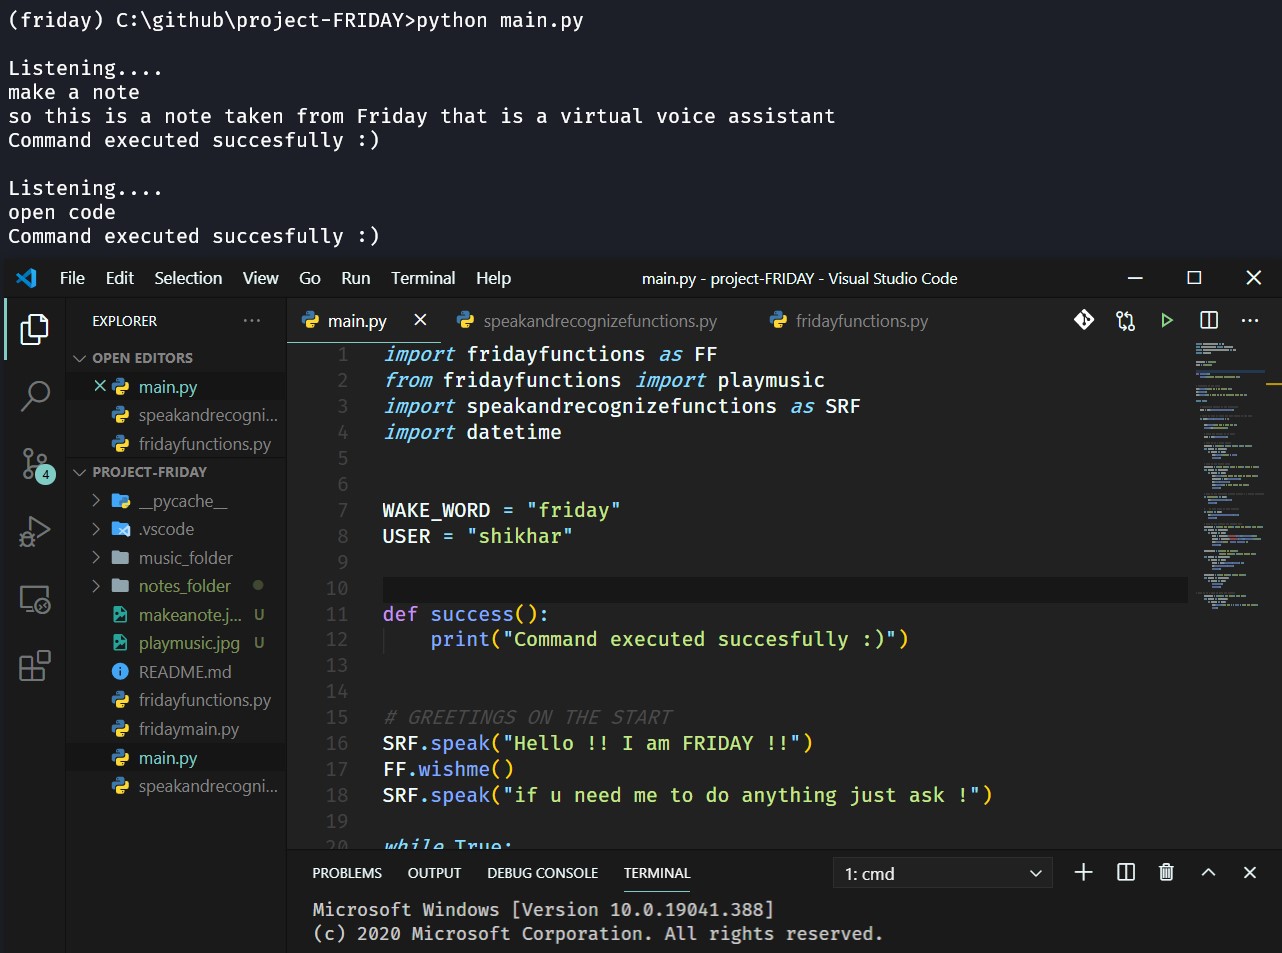 (friday) C:\github\project-FRIDAY>python main.py
Listening....
make a note
so this is a note taken from Friday that is a virtual voice assistant
Command executed succesfully :)
Listening....
open code
Command executed succesfully :)
File Edit Selection View Go Run Terminal Help main.py - project-FRIDAY - Visual Studio Code
EXPLORER ...
OPEN EDITORS
main.py
speakandrecogni...
fridayfunctions.py
4
PROJECT-FRIDAY
__pycache__
.vscode
music_folder
notes_folder
makeanote.j... U
playmusic.jpg U
README.md
fridayfunctions.py
fridaymain.py
main.py
speakandrecogni...
main.py speakandrecognizefunctions.py fridayfunctions.py
1 import fridayfunctions as FF
2 from fridayfunctions import playmusic
3 import speakandrecognizefunctions as SRF
4 import datetime
5
6
7 WAKE_WORD = "friday"
8 USER = "shikhar"
9
10
11 def success():
12 print("Command executed succesfully :)")
13
14
15 # GREETINGS ON THE START
16 SRF.speak("Hello !! I am FRIDAY !!")
17 FF.wishme()
18 SRF.speak("if u need me to do anything just ask !")
19
20 while True:
PROBLEMS OUTPUT DEBUG CONSOLE TERMINAL 1: cmd
Microsoft Windows [Version 10.0.19041.388]
(c) 2020 Microsoft Corporation. All rights reserved.